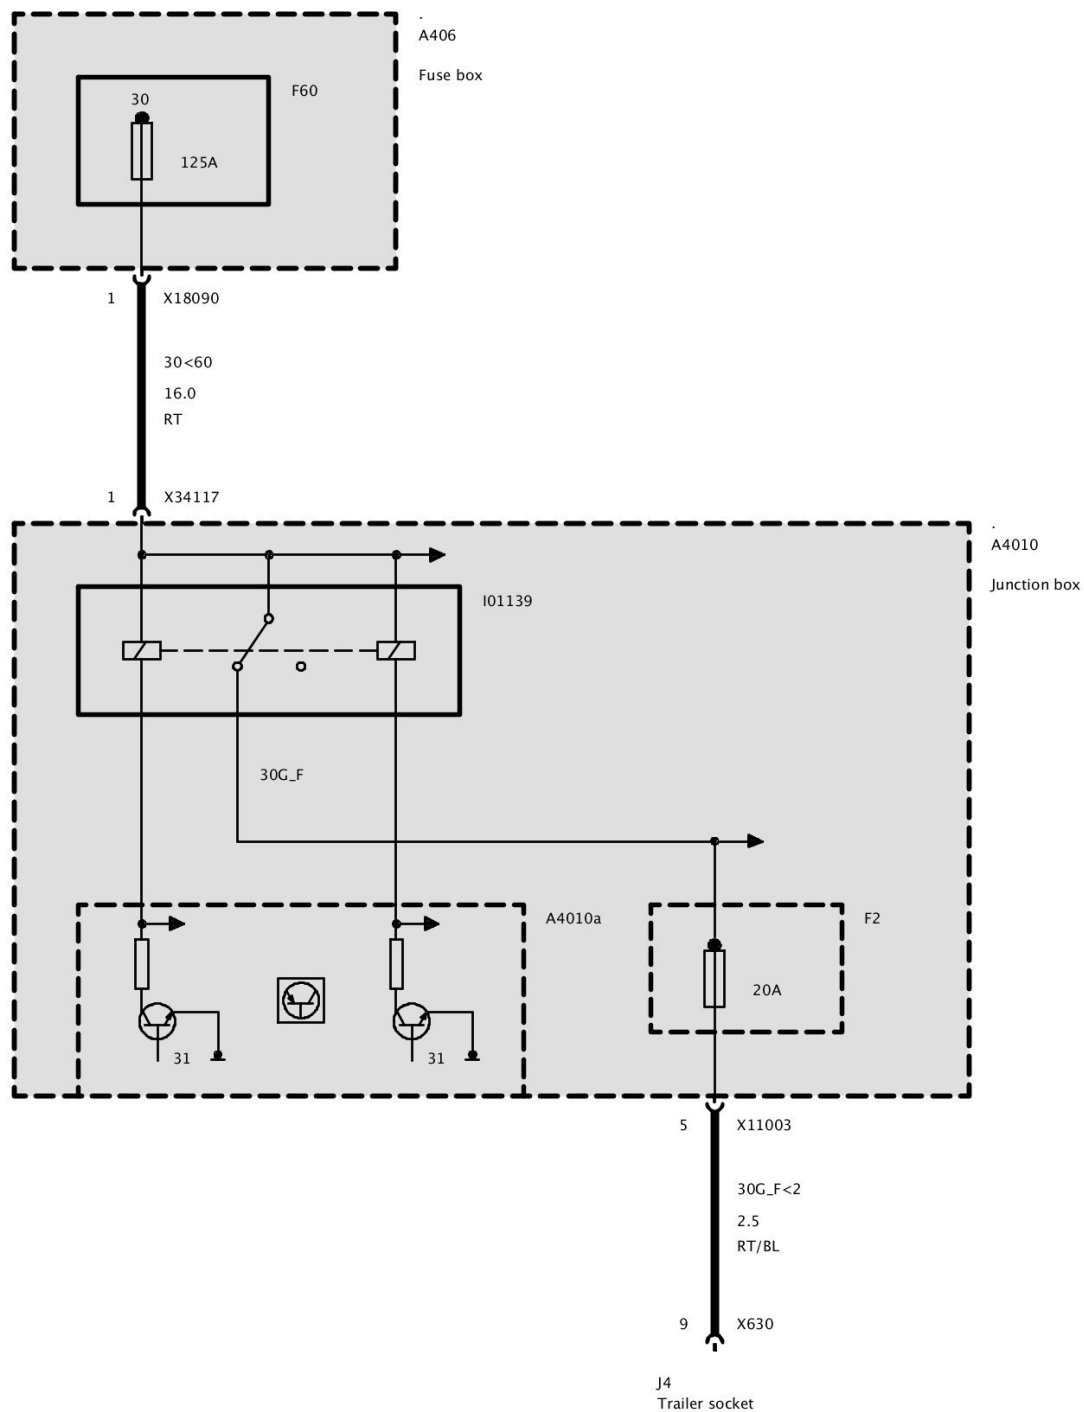 .
A406
Fuse box
F60
30
125A
1 X18090
30<60
16.0
RT
1 X34117
.
A4010
Junction box
I01139
30G_F
A4010a
F2
20A
31
31
5 X11003
30G_F<2
2.5
RT/BL
9 X630
J4
Trailer socket